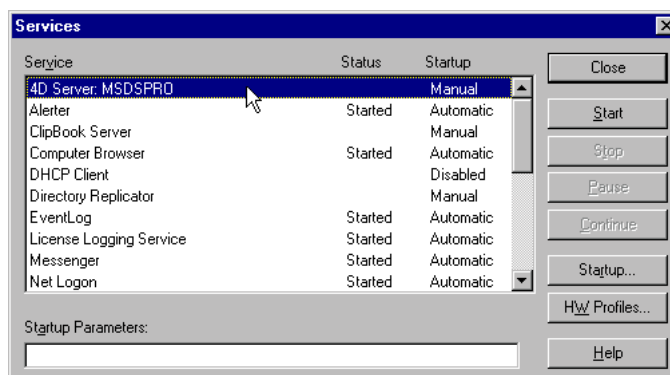 Services
Service Status Startup
4D Server: MSDSPRO Manual
Alerter Started Automatic
ClipBook Server Manual
Computer Browser Started Automatic
DHCP Client Disabled
Directory Replicator Manual
EventLog Started Automatic
License Logging Service Started Automatic
Messenger Started Automatic
Net Logon Started Automatic
Startup Parameters:
Close
Start
Stop
Pause
Continue
Startup...
HW Profiles...
Help